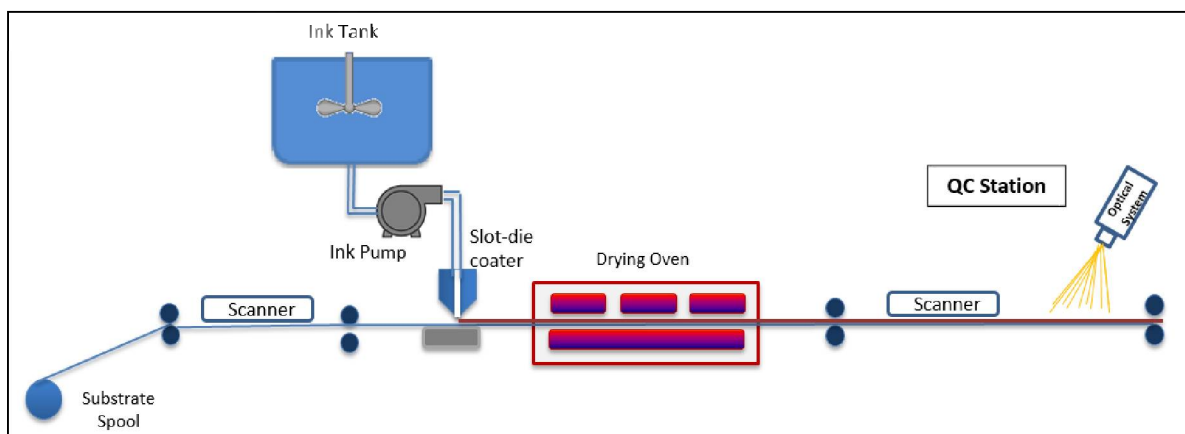 Ink Tank
QC Station
Optical
System
Ink Pump
Slot-die
coater
Drying Oven
Scanner
Scanner
Substrate
Spool